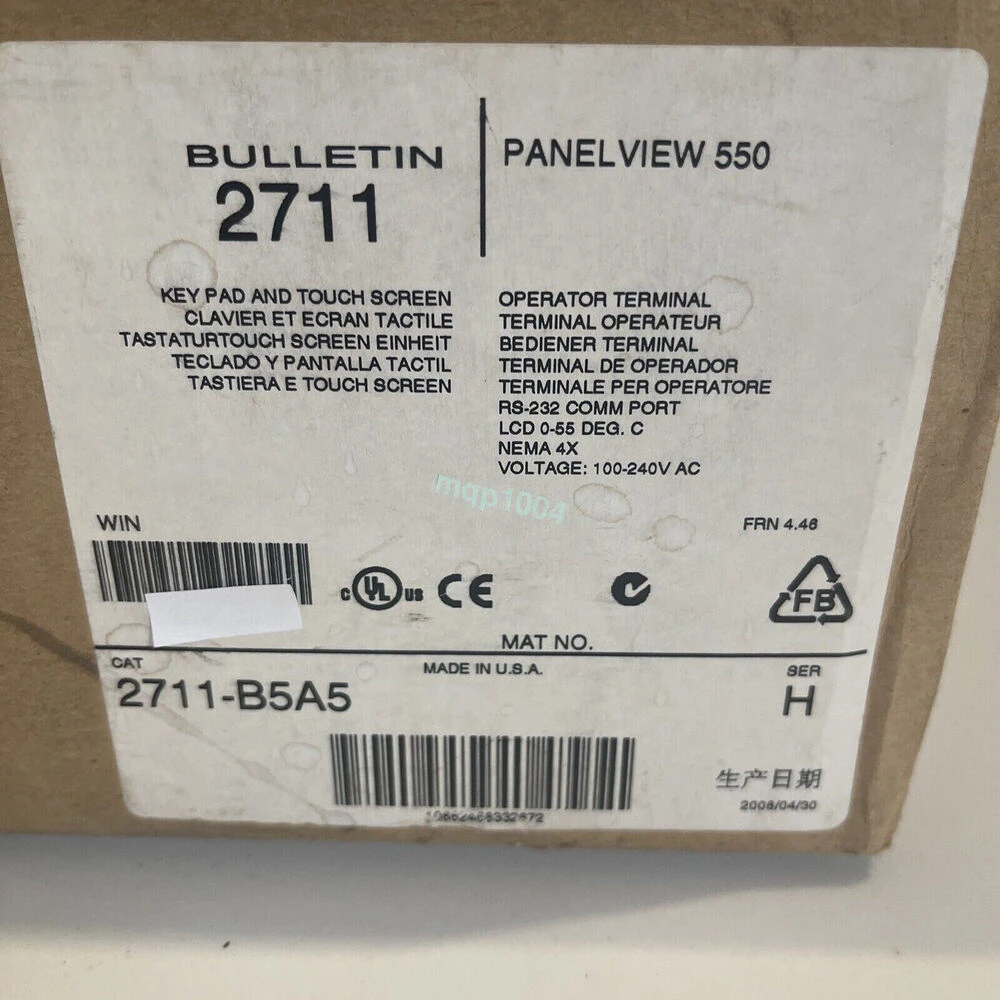 BULLETIN
2711
PANELVIEW 550
KEY PAD AND TOUCH SCREEN
CLAVIER ET ECRAN TACTILE
TASTATURTOUCH SCREEN EINHEIT
TECLADO Y PANTALLA TACTIL
TASTIERA E TOUCH SCREEN
OPERATOR TERMINAL
TERMINAL OPERATEUR
BEDIENER TERMINAL
TERMINAL DE OPERADOR
TERMINALE PER OPERATORE
RS-232 COMM PORT
LCD 0-55 DEG. C
NEMA 4X
VOLTAGE: 100-240V AC
mqp1004
WIN
FRN 4.46
c UL US CE
FB
MAT NO.
CAT
MADE IN U.S.A.
SER
2711-B5A5
H
生产日期
2008/04/30